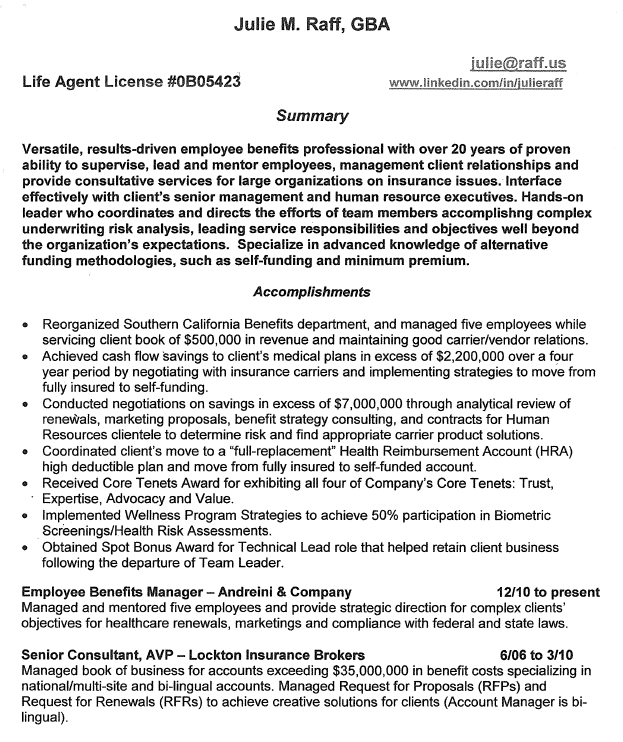 Julie M. Raff, GBA
julie@raff.us
Life Agent License #0B05423 www.linkedin.com/in/julieraff
Summary
Versatile, results-driven employee benefits professional with over 20 years of proven
ability to supervise, lead and mentor employees, management client relationships and
provide consultative services for large organizations on insurance issues. Interface
effectively with client's senior management and human resource executives. Hands-on
leader who coordinates and directs the efforts of team members accomplishng complex
underwriting risk analysis, leading service responsibilities and objectives well beyond
the organization's expectations. Specialize in advanced knowledge of alternative
funding methodologies, such as self-funding and minimum premium.
Accomplishments
• Reorganized Southern California Benefits department, and managed five employees while
servicing client book of $500,000 in revenue and maintaining good carrier/vendor relations.
• Achieved cash flow savings to client's medical plans in excess of $2,200,000 over a four
year period by negotiating with insurance carriers and implementing strategies to move from
fully insured to self-funding.
• Conducted negotiations on savings in excess of $7,000,000 through analytical review of
renewals, marketing proposals, benefit strategy consulting, and contracts for Human
Resources clientele to determine risk and find appropriate carrier product solutions.
• Coordinated client's move to a "full-replacement" Health Reimbursement Account (HRA)
high deductible plan and move from fully insured to self-funded account.
• Received Core Tenets Award for exhibiting all four of Company's Core Tenets: Trust,
Expertise, Advocacy and Value.
• Implemented Wellness Program Strategies to achieve 50% participation in Biometric
Screenings/Health Risk Assessments.
• Obtained Spot Bonus Award for Technical Lead role that helped retain client business
following the departure of Team Leader.
Employee Benefits Manager – Andreini & Company 12/10 to present
Managed and mentored five employees and provide strategic direction for complex clients'
objectives for healthcare renewals, marketings and compliance with federal and state laws.
Senior Consultant, AVP – Lockton Insurance Brokers 6/06 to 3/10
Managed book of business for accounts exceeding $35,000,000 in benefit costs specializing in
national/multi-site and bi-lingual accounts. Managed Request for Proposals (RFPs) and
Request for Renewals (RFRs) to achieve creative solutions for clients (Account Manager is bi-
lingual).